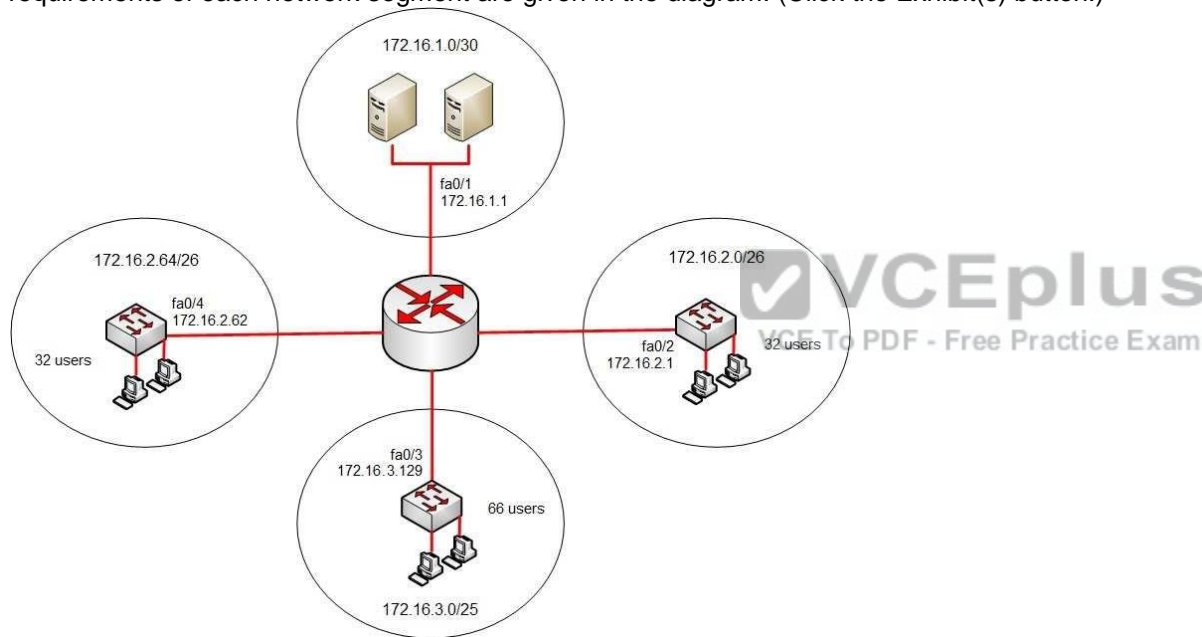 requirements of each network segment are given in the diagram. (Click the Exhibit(s) button.)
172.16.1.0/30
fa0/1
172.16.1.1
172.16.2.64/26
fa0/4
172.16.2.62
32 users
172.16.2.0/26
fa0/2
172.16.2.1
32 users
VCEplus
VCE To PDF - Free Practice Exam
fa0/3
172.16.3.129
66 users
172.16.3.0/25